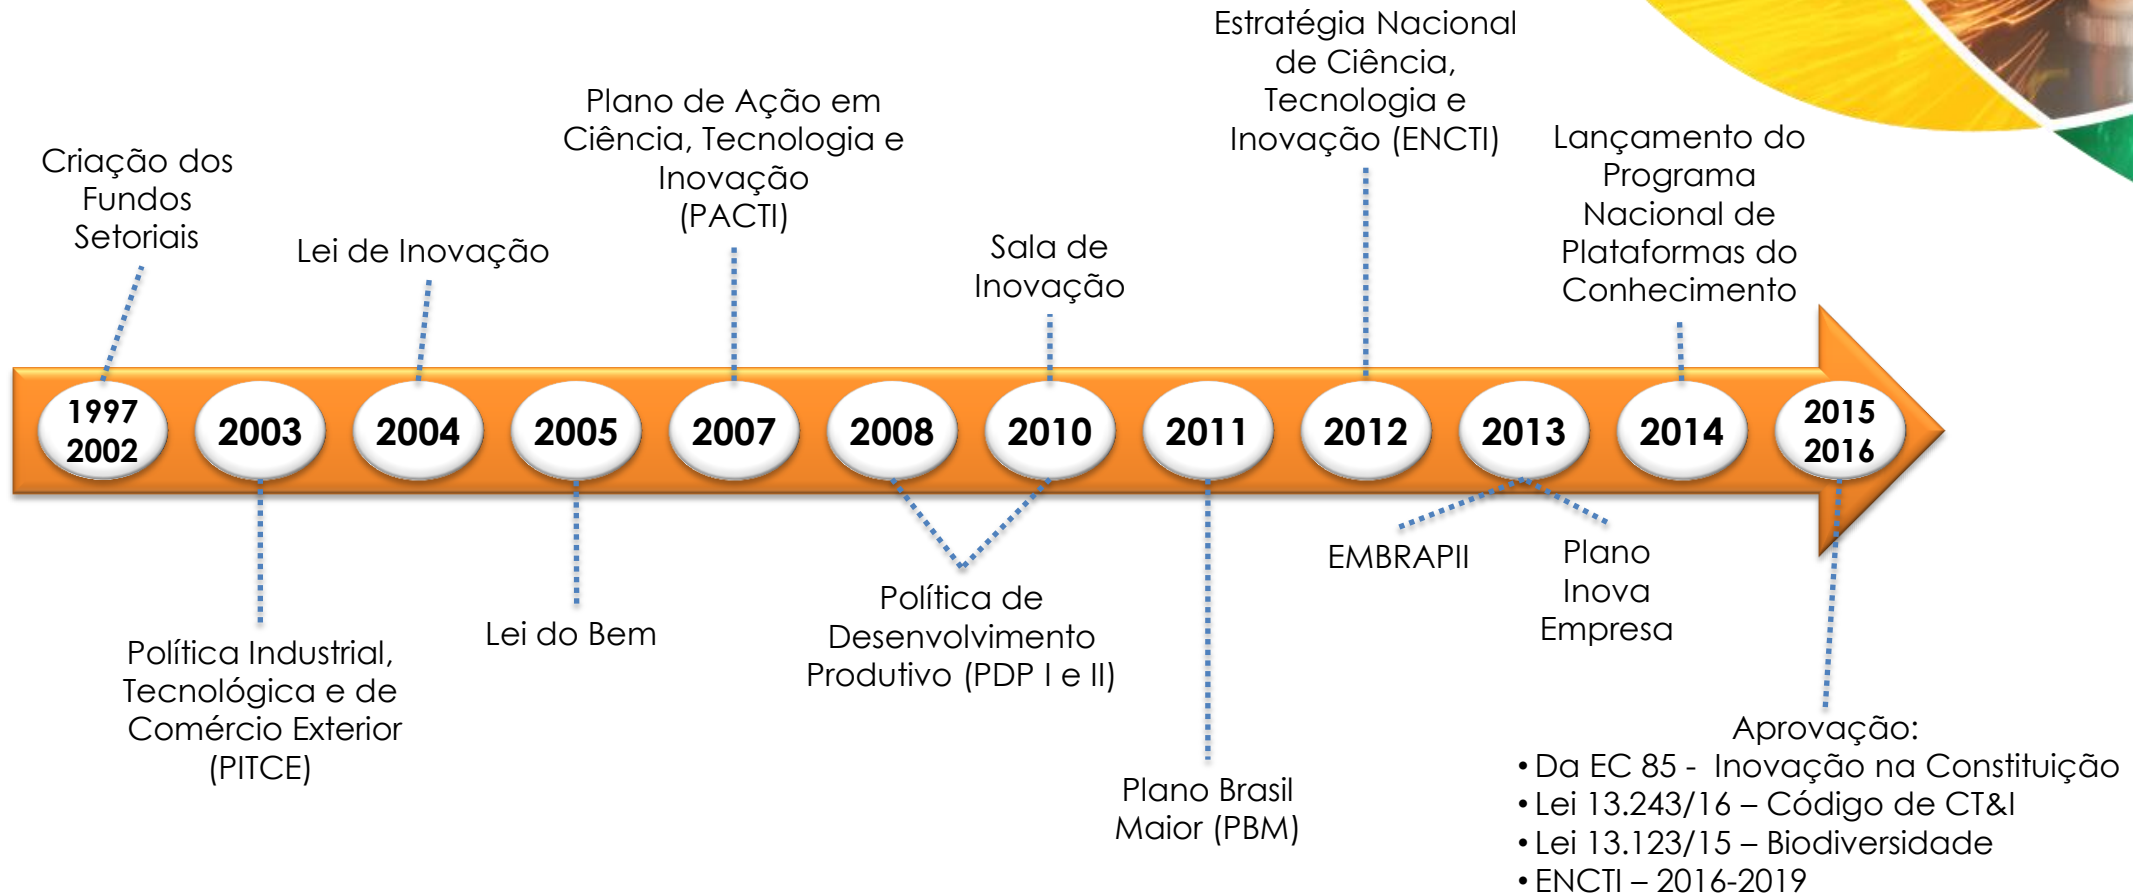 Estratégia Nacional
de Ciência,
Tecnologia e
Inovação (ENCTI)
Plano de Ação em
Ciência, Tecnologia e
Inovação
(PACTI)
Criação dos
Fundos
Setoriais
Lei de Inovação
Sala de
Inovação
Lançamento do
Programa
Nacional de
Plataformas do
Conhecimento
1997
2002
2003
2004
2005
2007
2008
2010
2011
2012
2013
2014
2015
2016
Política Industrial,
Tecnológica e de
Comércio Exterior
(PITCE)
Lei do Bem
Política de
Desenvolvimento
Produtivo (PDP I e II)
Plano Brasil
Maior (PBM)
EMBRAPII
Plano
Inova
Empresa
Aprovação:
• Da EC 85 - Inovação na Constituição
• Lei 13.243/16 – Código de CT&I
• Lei 13.123/15 – Biodiversidade
• ENCTI – 2016-2019